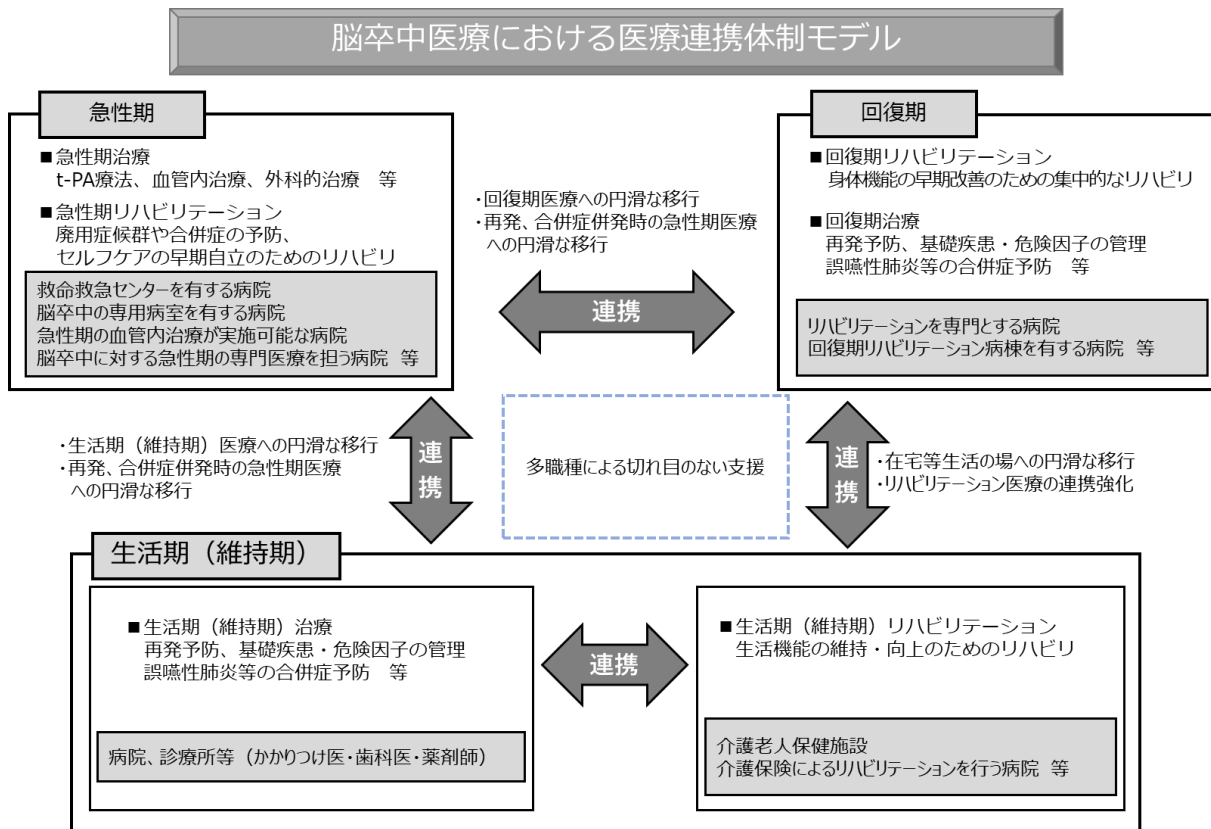 脳卒中医療における医療連携体制モデル
急性期
■急性期治療
t-PA療法、血管内治療、外科的治療 等
■急性期リハビリテーション
廃用症候群や合併症の予防、
セルフケアの早期自立のためのリハビリ
救命救急センターを有する病院
脳卒中の専用病室を有する病院
急性期の血管内治療が実施可能な病院
脳卒中に対する急性期の専門医療を担う病院 等
・回復期医療への円滑な移行
・再発、合併症併発時の急性期医療
への円滑な移行
連携
回復期
■回復期リハビリテーション
身体機能の早期改善のための集中的なリハビリ
■回復期治療
再発予防、基礎疾患・危険因子の管理
誤嚥性肺炎等の合併症予防 等
リハビリテーションを専門とする病院
回復期リハビリテーション病棟を有する病院 等
・生活期（維持期）医療への円滑な移行
・再発、合併症併発時の急性期医療
への円滑な移行
連携
多職種による切れ目のない支援
連携
・在宅等生活の場への円滑な移行
・リハビリテーション医療の連携強化
生活期（維持期）
■生活期（維持期）治療
再発予防、基礎疾患・危険因子の管理
誤嚥性肺炎等の合併症予防 等
病院、診療所等（かかりつけ医・歯科医・薬剤師）
連携
■生活期（維持期）リハビリテーション
生活機能の維持・向上のためのリハビリ
介護老人保健施設
介護保険によるリハビリテーションを行う病院 等